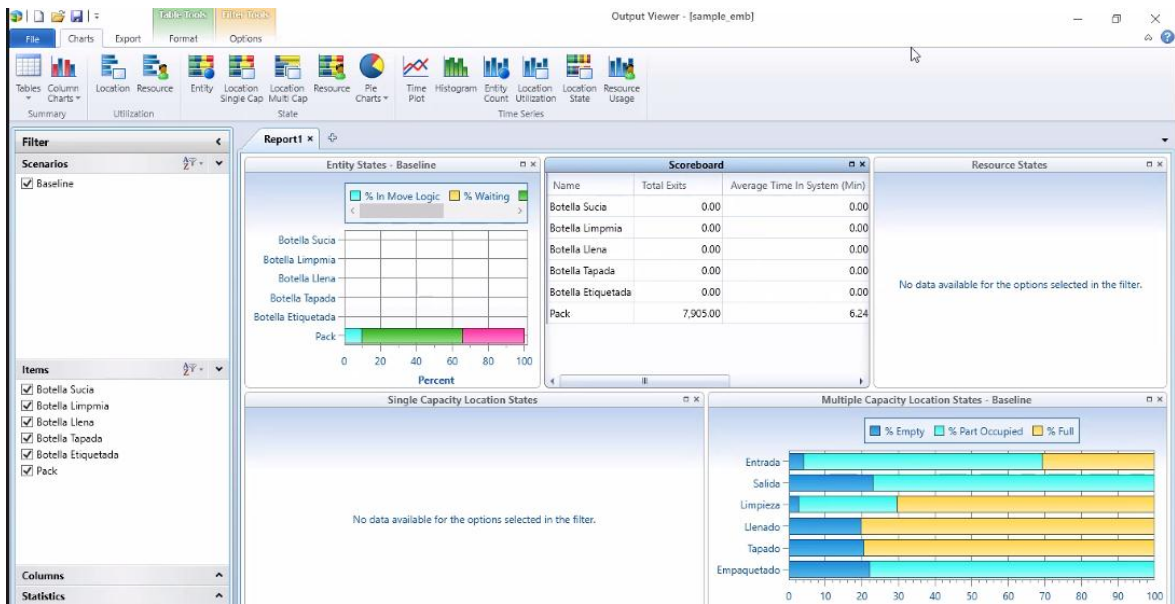 Table Tools Filter Tools Output Viewer - [sample_emb]
File Charts Export Format Options
Tables Column Charts Location Resource Entity Location Single Cap Location Multi Cap Resource Pie Charts Time Plot Histogram Entity Count Location Utilization Location State Resource Usage
Summary Utilization State Time Series
Filter
Scenarios
Baseline
Items
Botella Sucia
Botella Limpmia
Botella Llena
Botella Tapada
Botella Etiquetada
Pack
Columns
Statistics
Report1
Entity States - Baseline
% In Move Logic % Waiting
Botella Sucia
Botella Limpmia
Botella Llena
Botella Tapada
Botella Etiquetada
Pack
0 20 40 60 80 100
Percent
Scoreboard
Name Total Exits Average Time In System (Min)
Botella Sucia 0.00 0.00
Botella Limpmia 0.00 0.00
Botella Llena 0.00 0.00
Botella Tapada 0.00 0.00
Botella Etiquetada 0.00 0.00
Pack 7,905.00 6.24
Resource States
No data available for the options selected in the filter.
Single Capacity Location States
No data available for the options selected in the filter.
Multiple Capacity Location States - Baseline
% Empty % Part Occupied % Full
Entrada
Salida
Limpieza
Llenado
Tapado
Empaquetado
0 10 20 30 40 50 60 70 80 90 100